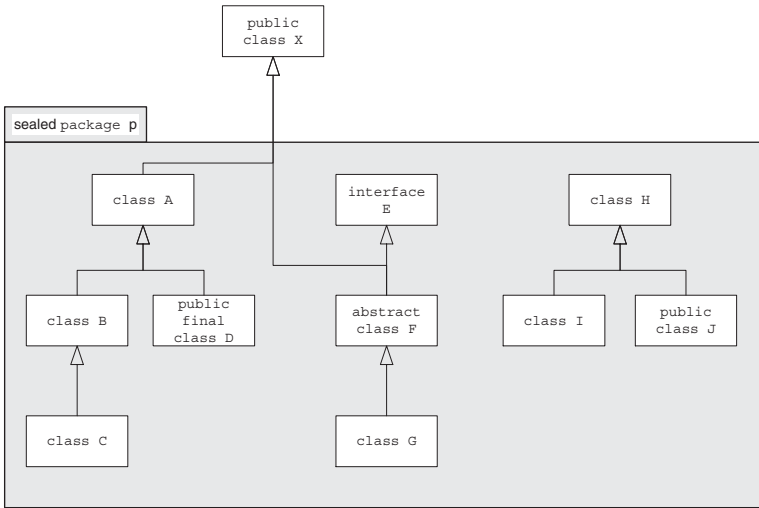 public
class X
sealed package p
class A
interface
E
class H
class B
public
final
class D
abstract
class F
class I
public
class J
class C
class G